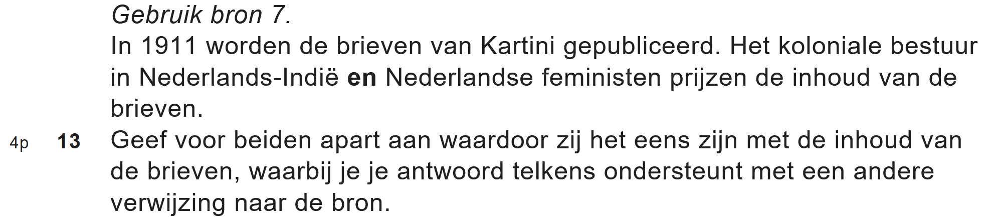 Gebruik bron 7.
In 1911 worden de brieven van Kartini gepubliceerd. Het koloniale bestuur
in Nederlands-Indië en Nederlandse feministen prijzen de inhoud van de
brieven.
4p 13 Geef voor beiden apart aan waardoor zij het eens zijn met de inhoud van
de brieven, waarbij je je antwoord telkens ondersteunt met een andere
verwijzing naar de bron.